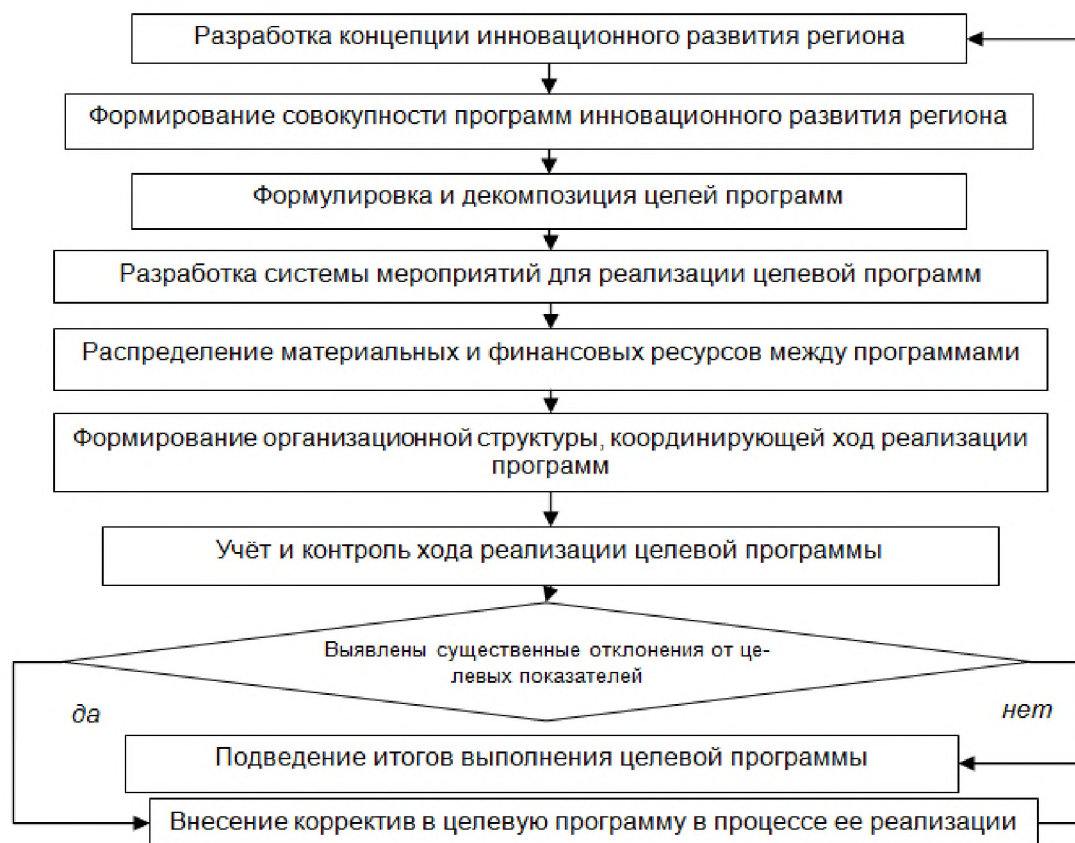 Разработка концепции инновационного развития региона
Формирование совокупности программ инновационного развития региона
Формулировка и декомпозиция целей программ
Разработка системы мероприятий для реализации целевой программ
Распределение материальных и финансовых ресурсов между программами
Формирование организационной структуры, координирующей ход реализации
программ
Учёт и контроль хода реализации целевой программы
Выявлены существенные отклонения от це-
левых показателей
да
нет
Подведение итогов выполнения целевой программы
Внесение корректив в целевую программу в процессе ее реализации